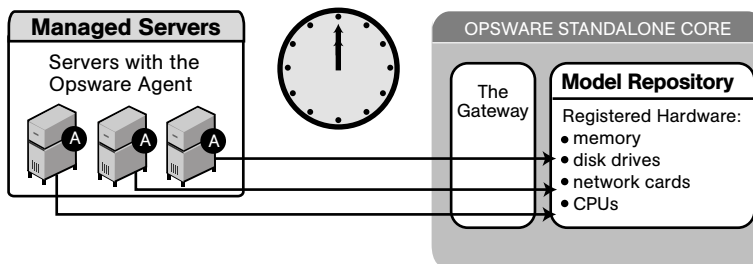 Managed Servers
Servers with the
Opsware Agent
A
A
A
OPSWARE STANDALONE CORE
The
Gateway
Model Repository
Registered Hardware:
• memory
• disk drives
• network cards
• CPUs